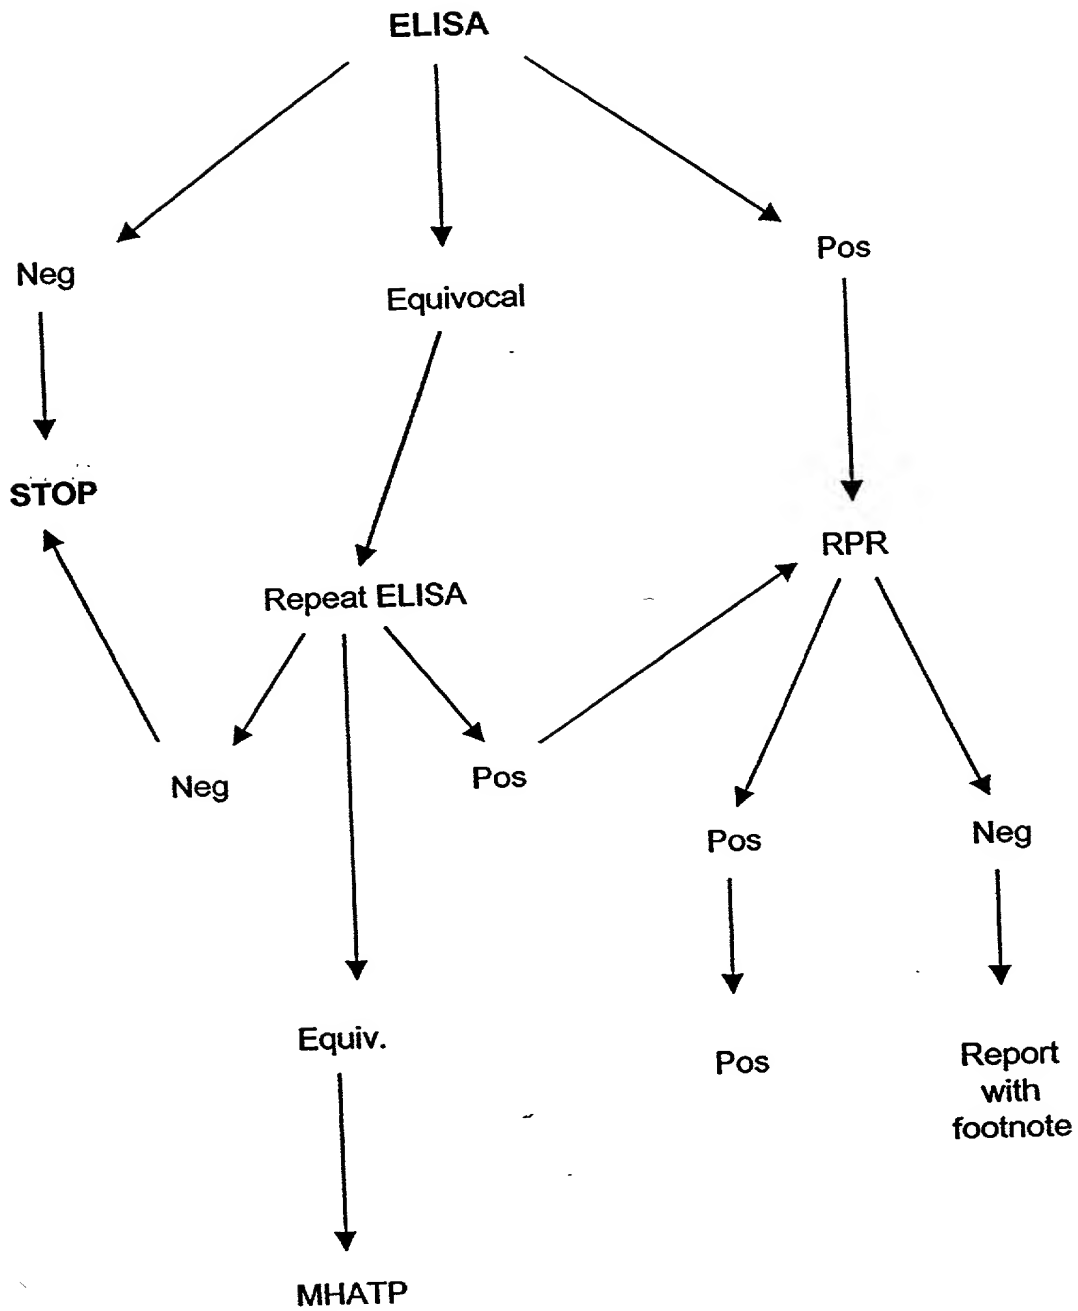 ELISA
Neg
Equivocal
Pos
STOP
RPR
Repeat ELISA
Neg
Pos
Pos
Neg
Equiv.
Pos
Report
with
footnote
MHATP